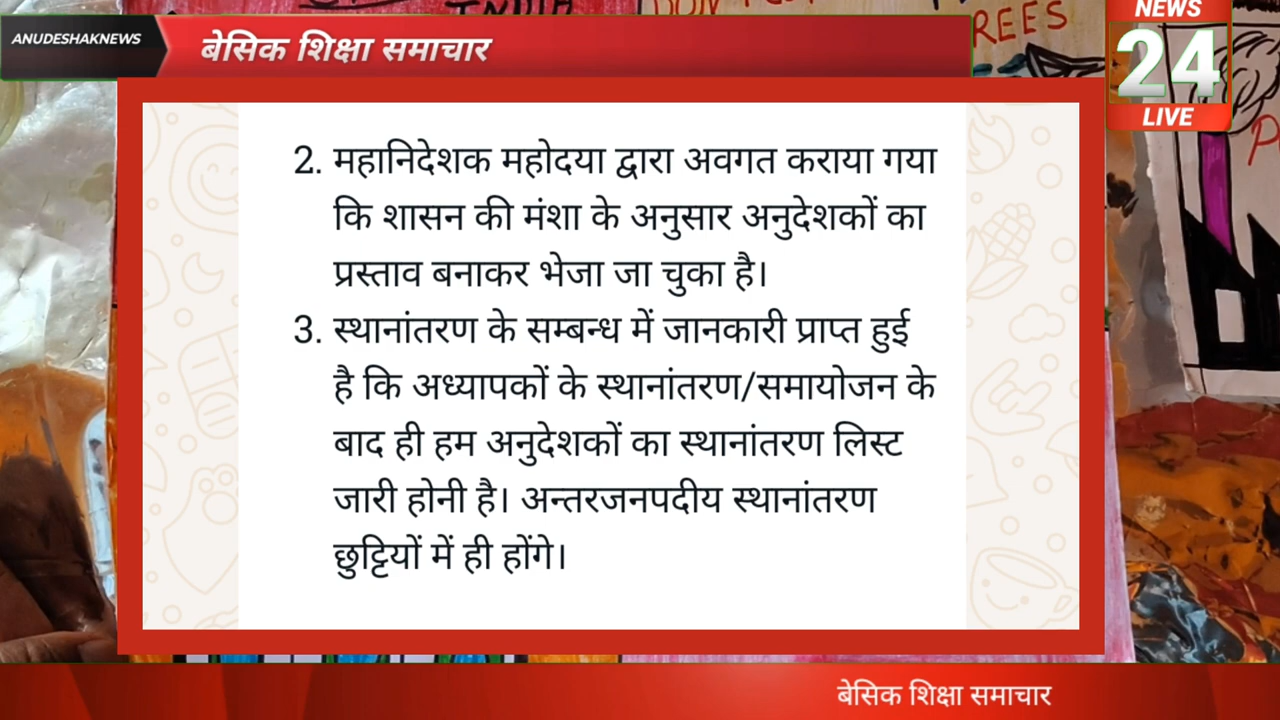 INDIA
REES
NEWS
24
LIVE
ANUDESHAKNEWS
बेसिक शिक्षा समाचार
2. महानिदेशक महोदया द्वारा अवगत कराया गया
कि शासन की मंशा के अनुसार अनुदेशकों का
प्रस्ताव बनाकर भेजा जा चुका है।
3. स्थानांतरण के सम्बन्ध में जानकारी प्राप्त हुई
है कि अध्यापकों के स्थानांतरण/समायोजन के
बाद ही हम अनुदेशकों का स्थानांतरण लिस्ट
जारी होनी है। अन्तरजनपदीय स्थानांतरण
छुट्टियों में ही होंगे।
बेसिक शिक्षा समाचार